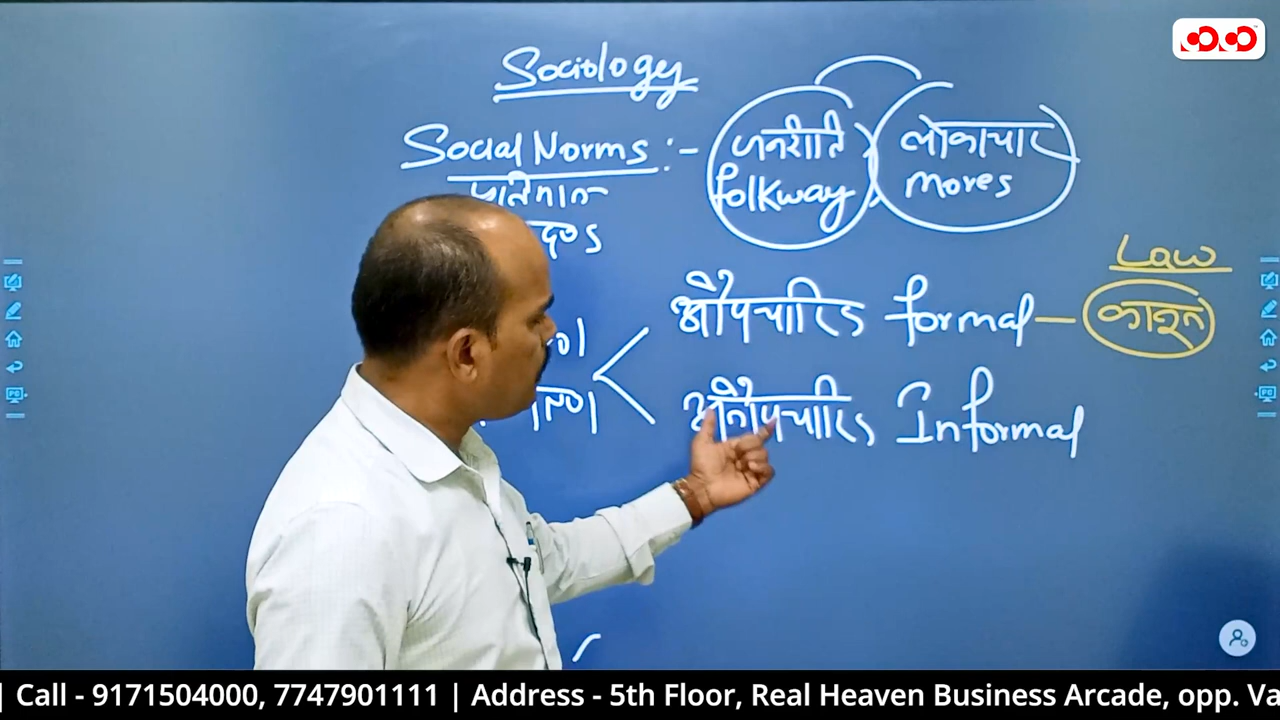 Sociology
Social Norms :- जनरीति लोकाचार
folkway, mores
प्रतिमान
Law
औपचारिक formal — कानून
अनौपचारिक Informal
| Call - 9171504000, 7747901111 | Address - 5th Floor, Real Heaven Business Arcade, opp. Va